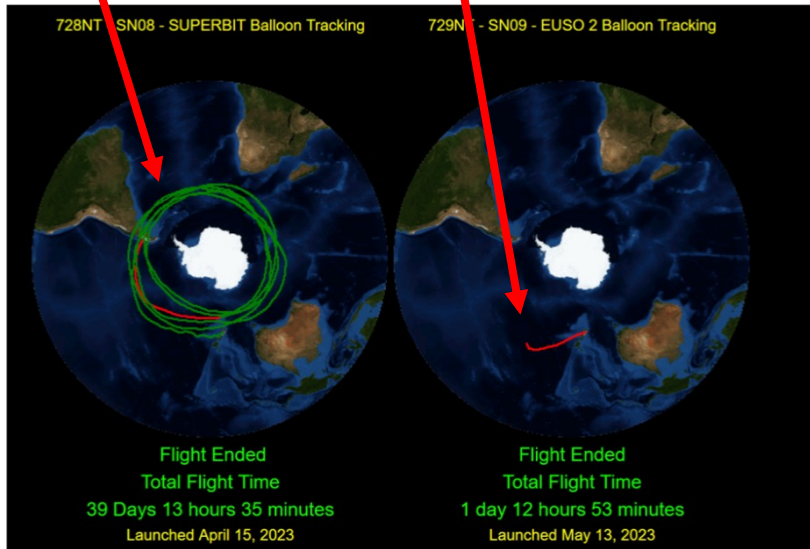 728NT - SN08 - SUPERBIT Balloon Tracking
Flight Ended
Total Flight Time
39 Days 13 hours 35 minutes
Launched April 15, 2023
729NT - SN09 - EUSO 2 Balloon Tracking
Flight Ended
Total Flight Time
1 day 12 hours 53 minutes
Launched May 13, 2023